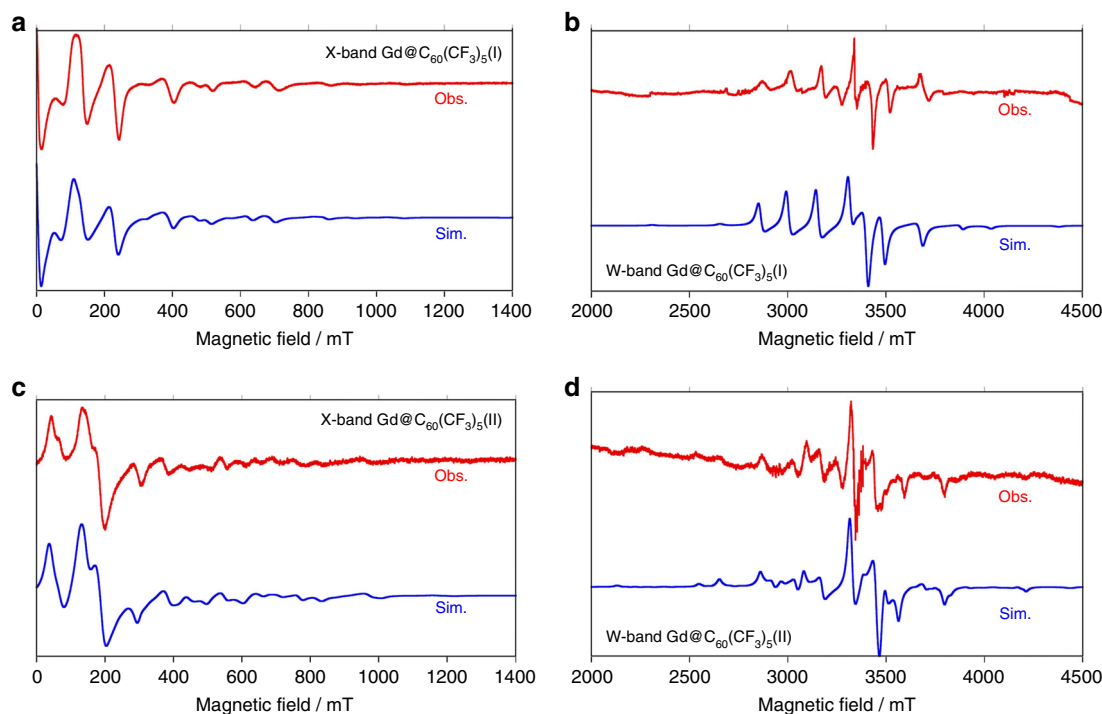 a
X-band Gd@C₆₀(CF₃)₅(I)
Obs.
Sim.
0 200 400 600 800 1000 1200 1400
Magnetic field / mT
b
Obs.
Sim.
W-band Gd@C₆₀(CF₃)₅(I)
2000 2500 3000 3500 4000 4500
Magnetic field / mT
c
X-band Gd@C₆₀(CF₃)₅(II)
Obs.
Sim.
0 200 400 600 800 1000 1200 1400
Magnetic field / mT
d
Obs.
Sim.
W-band Gd@C₆₀(CF₃)₅(II)
2000 2500 3000 3500 4000 4500
Magnetic field / mT